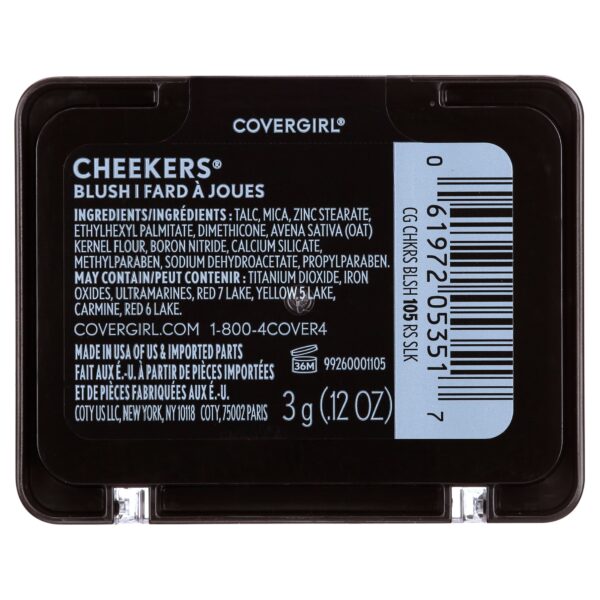 COVERGIRL®
CHEEKERS®
BLUSH | FARD À JOUES
INGREDIENTS/INGRÉDIENTS : TALC, MICA, ZINC STEARATE,
ETHYLHEXYL PALMITATE, DIMETHICONE, AVENA SATIVA (OAT)
KERNEL FLOUR, BORON NITRIDE, CALCIUM SILICATE,
METHYLPARABEN, SODIUM DEHYDROACETATE, PROPYLPARABEN.
MAY CONTAIN/PEUT CONTENIR : TITANIUM DIOXIDE, IRON
OXIDES, ULTRAMARINES, RED 7 LAKE, YELLOW 5 LAKE,
CARMINE, RED 6 LAKE.
COVERGIRL.COM 1-800-4COVER4
MADE IN USA OF US & IMPORTED PARTS
FAIT AUX É.-U. À PARTIR DE PIÈCES IMPORTÉES
ET DE PIÈCES FABRIQUÉES AUX É.-U.
COTY US LLC, NEW YORK, NY 10118 COTY, 75002 PARIS
36M
99260001105
3 g (.12 OZ)
0 61972 05351 7
CG CHKRS BLSH 105 RS SLK